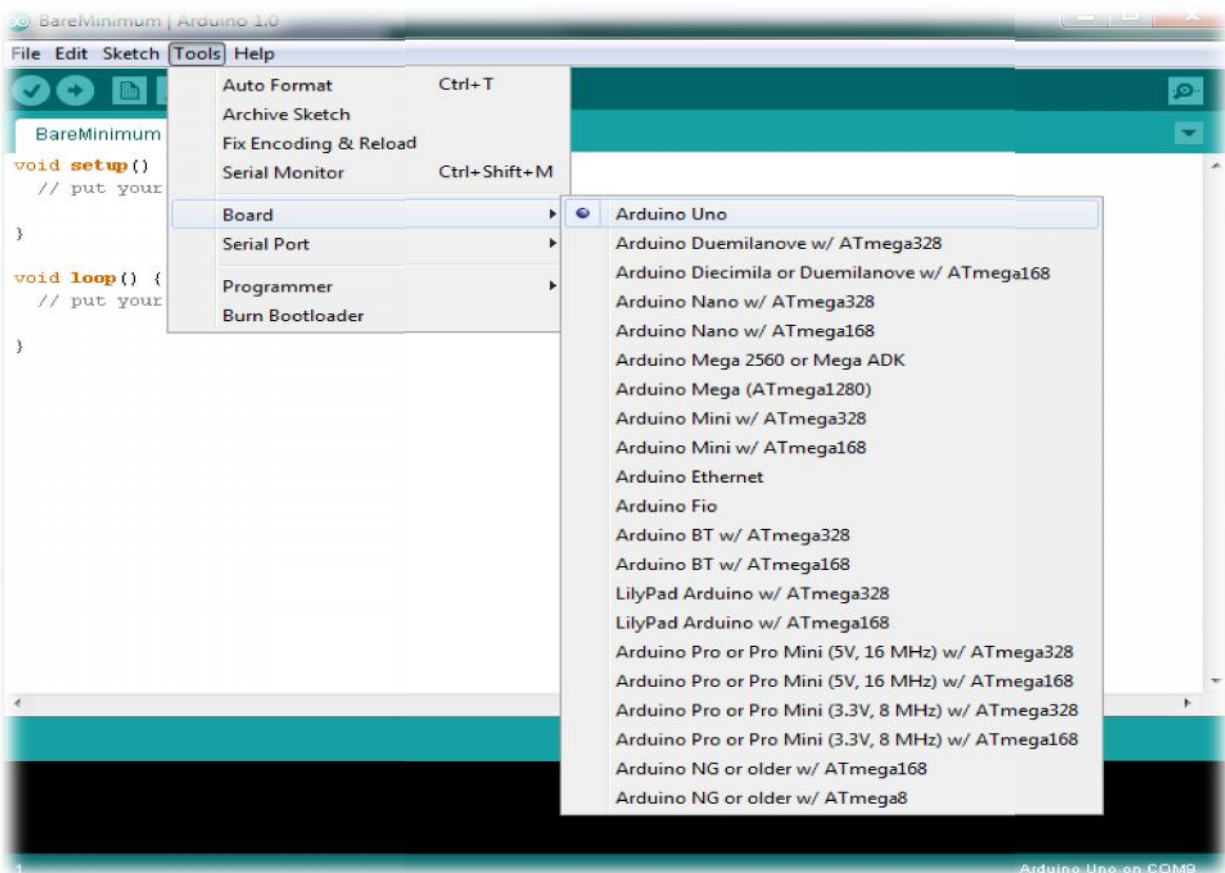 BareMinimum | Arduino 1.0
File Edit Sketch Tools Help
Auto Format Ctrl+T
Archive Sketch
Fix Encoding & Reload
Serial Monitor Ctrl+Shift+M
Board
Serial Port
Programmer
Burn Bootloader
BareMinimum
void setup()
// put your
}
void loop() {
// put your
}
Arduino Uno
Arduino Duemilanove w/ ATmega328
Arduino Diecimila or Duemilanove w/ ATmega168
Arduino Nano w/ ATmega328
Arduino Nano w/ ATmega168
Arduino Mega 2560 or Mega ADK
Arduino Mega (ATmega1280)
Arduino Mini w/ ATmega328
Arduino Mini w/ ATmega168
Arduino Ethernet
Arduino Fio
Arduino BT w/ ATmega328
Arduino BT w/ ATmega168
LilyPad Arduino w/ ATmega328
LilyPad Arduino w/ ATmega168
Arduino Pro or Pro Mini (5V, 16 MHz) w/ ATmega328
Arduino Pro or Pro Mini (5V, 16 MHz) w/ ATmega168
Arduino Pro or Pro Mini (3.3V, 8 MHz) w/ ATmega328
Arduino Pro or Pro Mini (3.3V, 8 MHz) w/ ATmega168
Arduino NG or older w/ ATmega168
Arduino NG or older w/ ATmega8
1
Arduino Uno on COM9